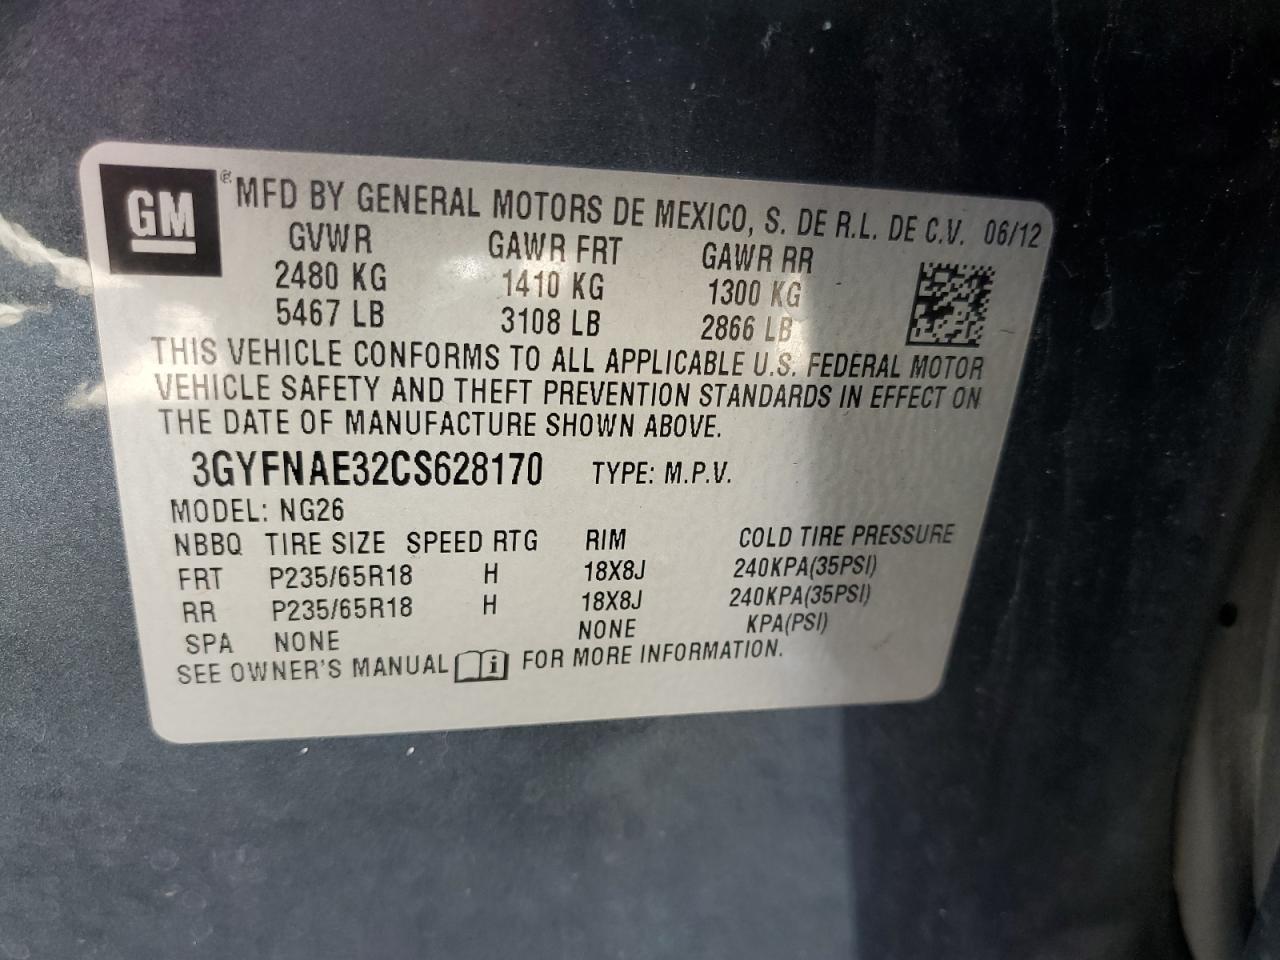 GM ® MFD BY GENERAL MOTORS DE MEXICO, S. DE R.L. DE C.V. 06/12
GVWR GAWR FRT GAWR RR
2480 KG 1410 KG 1300 KG
5467 LB 3108 LB 2866 LB
THIS VEHICLE CONFORMS TO ALL APPLICABLE U.S. FEDERAL MOTOR
VEHICLE SAFETY AND THEFT PREVENTION STANDARDS IN EFFECT ON
THE DATE OF MANUFACTURE SHOWN ABOVE.
3GYFNAE32CS628170 TYPE: M.P.V.
MODEL: NG26
NBBQ TIRE SIZE SPEED RTG RIM COLD TIRE PRESSURE
FRT P235/65R18 H 18X8J 240KPA(35PSI)
RR P235/65R18 H 18X8J 240KPA(35PSI)
SPA NONE NONE KPA(PSI)
SEE OWNER'S MANUAL i FOR MORE INFORMATION.